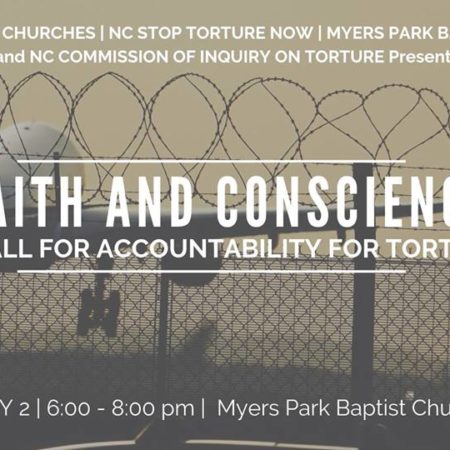 CHURCHES | NC STOP TORTURE NOW | MYERS PARK BA
and NC COMMISSION OF INQUIRY ON TORTURE Present
AITH AND CONSCIENC
ALL FOR ACCOUNTABILITY FOR TORT
Y 2 | 6:00 - 8:00 pm | Myers Park Baptist Chu